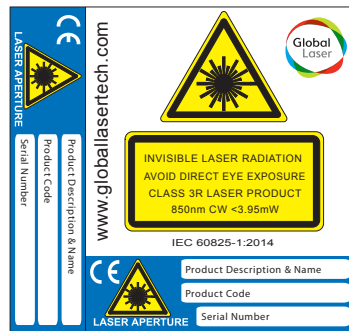 CE
LASER APERTURE
Product Description & Name
Product Code
Serial Number
www.globallasertech.com
Global
Laser
INVISIBLE LASER RADIATION
AVOID DIRECT EYE EXPOSURE
CLASS 3R LASER PRODUCT
850nm CW <3.95mW
IEC 60825-1:2014
CE
LASER APERTURE
Product Description & Name
Product Code
Serial Number